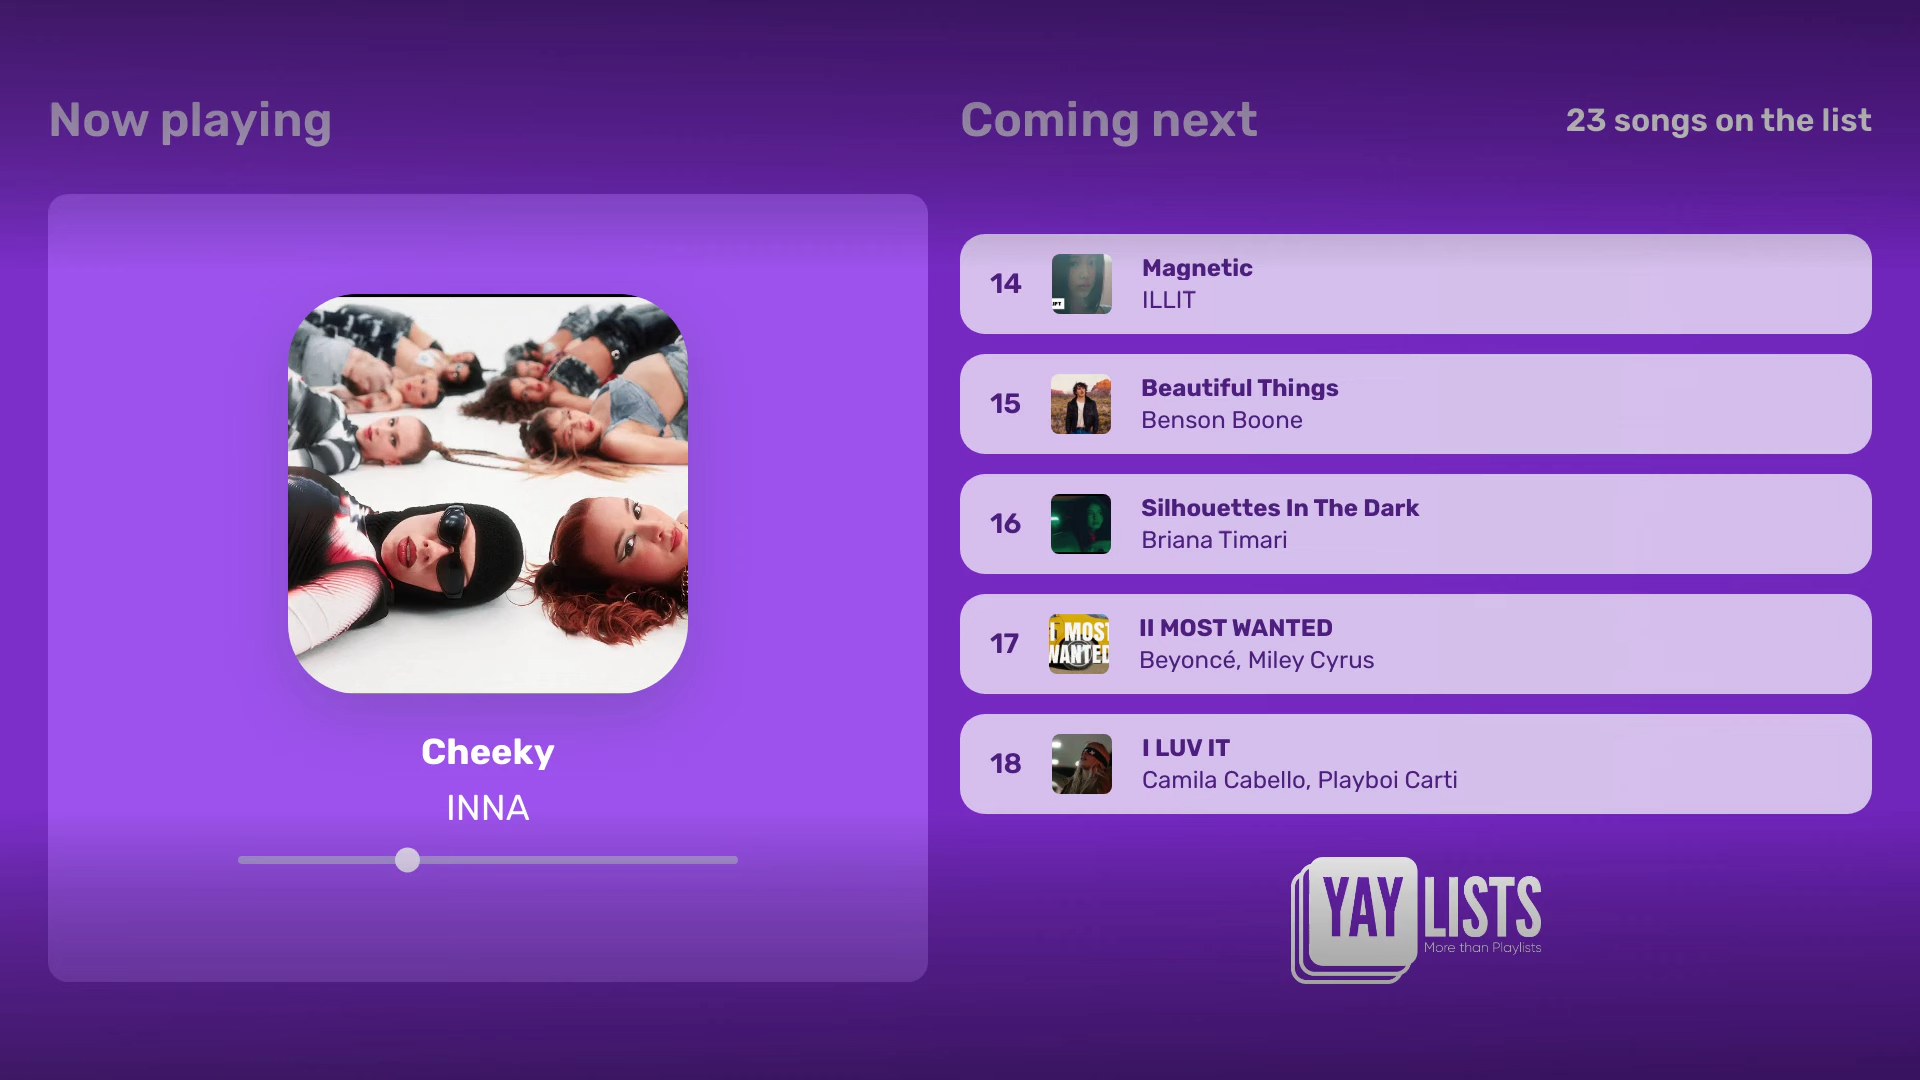 Now playing
Cheeky
INNA
Coming next
23 songs on the list
14
Magnetic
ILLIT
15
Beautiful Things
Benson Boone
16
Silhouettes In The Dark
Briana Timari
17
I MOST
WANTED
II MOST WANTED
Beyoncé, Miley Cyrus
18
I LUV IT
Camila Cabello, Playboi Carti
YAY LISTS
More than Playlists